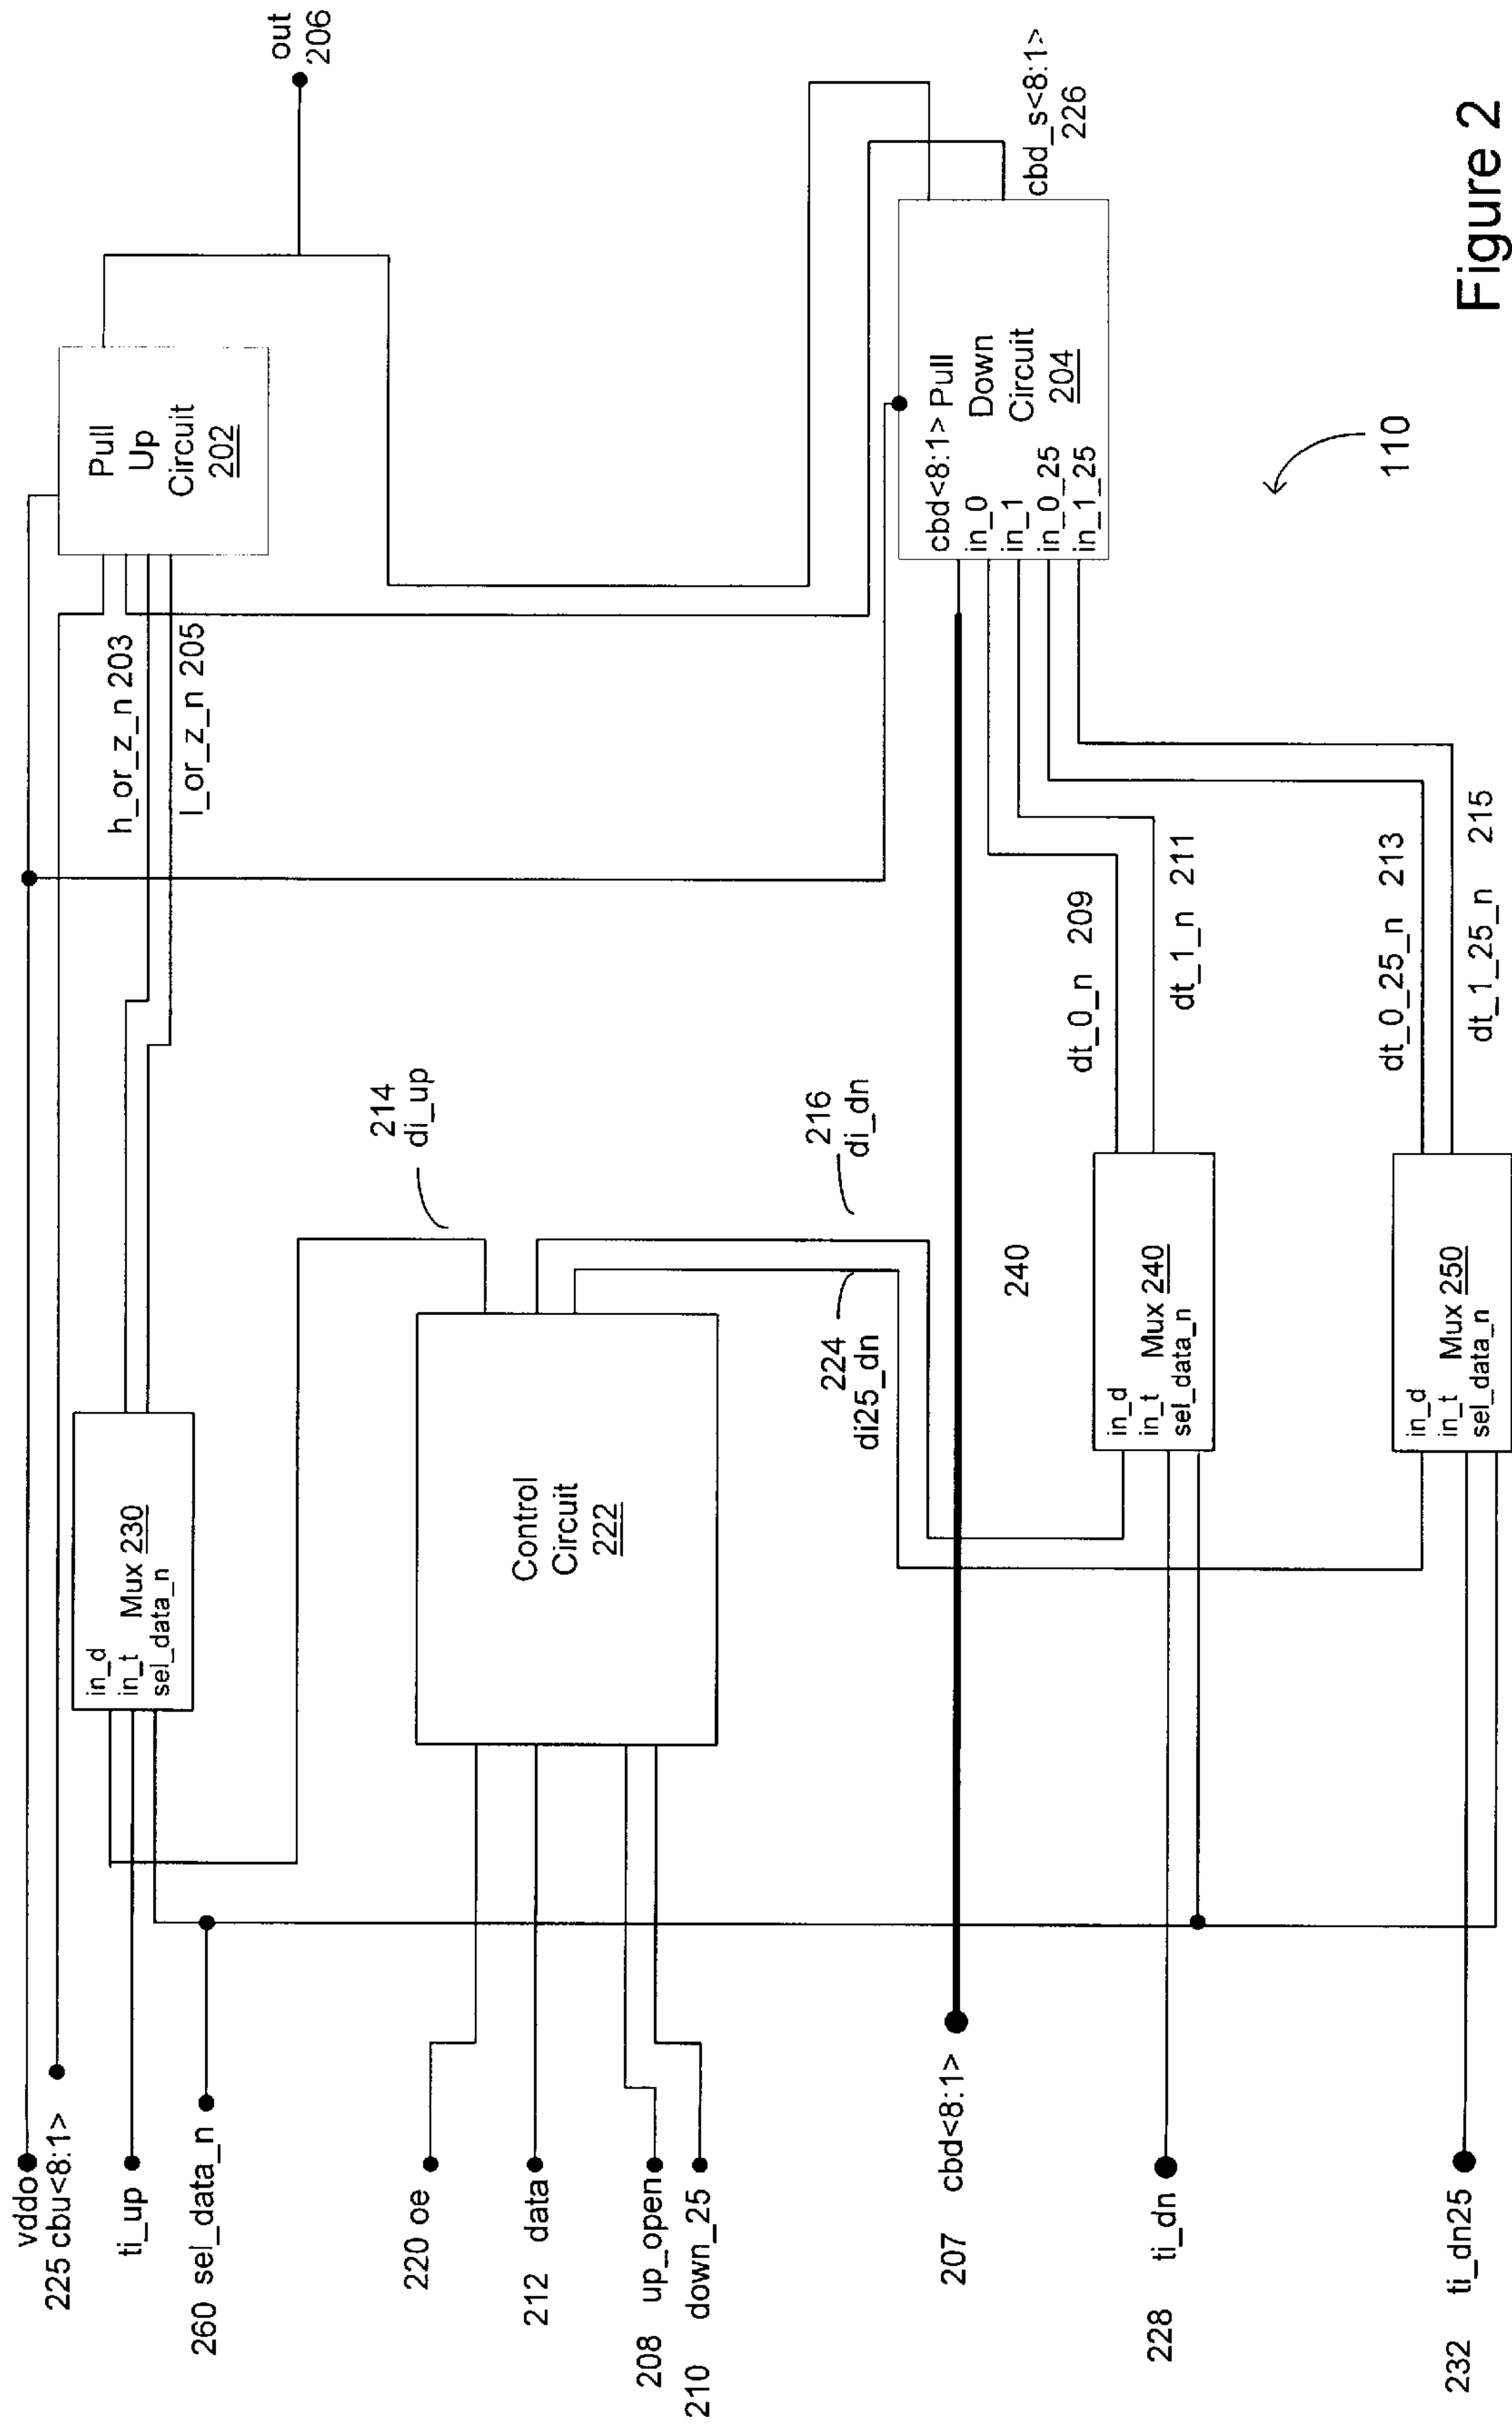 vddo
225 cbu<8:1>
ti_up
260 sel_data_n
220 oe
212 data
208 up_open
210 down_25
207 cbd<8:1>
228 ti_dn
232 ti_dn25
in_d
in_t Mux 230
sel_data_n
Control
Circuit
222
214
di_up
216
di_dn
224
di25_dn
240
in_d
in_t Mux 240
sel_data_n
in_d
in_t Mux 250
sel_data_n
h_or_z_n 203
l_or_z_n 205
dt_0_n 209
dt_1_n 211
dt_0_25_n 213
dt_1_25_n 215
Pull
Up
Circuit
202
cbd<8:1> Pull
in_0 Down
in_1 Circuit
in_0_25 204
in_1_25
out
206
cbd_s<8:1>
226
110
Figure 2